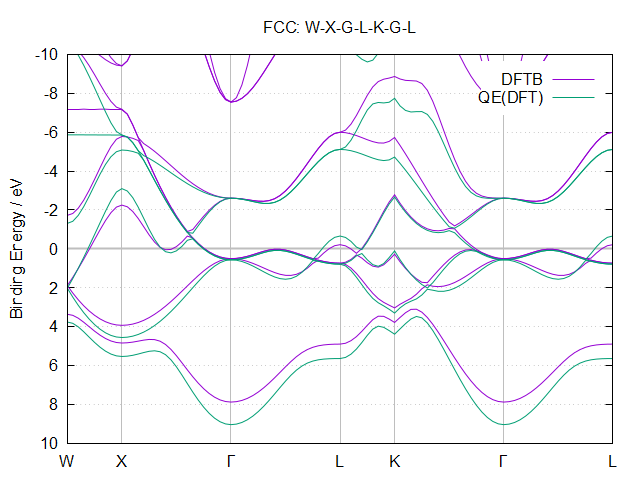 FCC: W-X-G-L-K-G-L
DFTB
QE(DFT)
Binding Energy / eV
-10
-8
-6
-4
-2
0
2
4
6
8
10
W X Γ L K Γ L